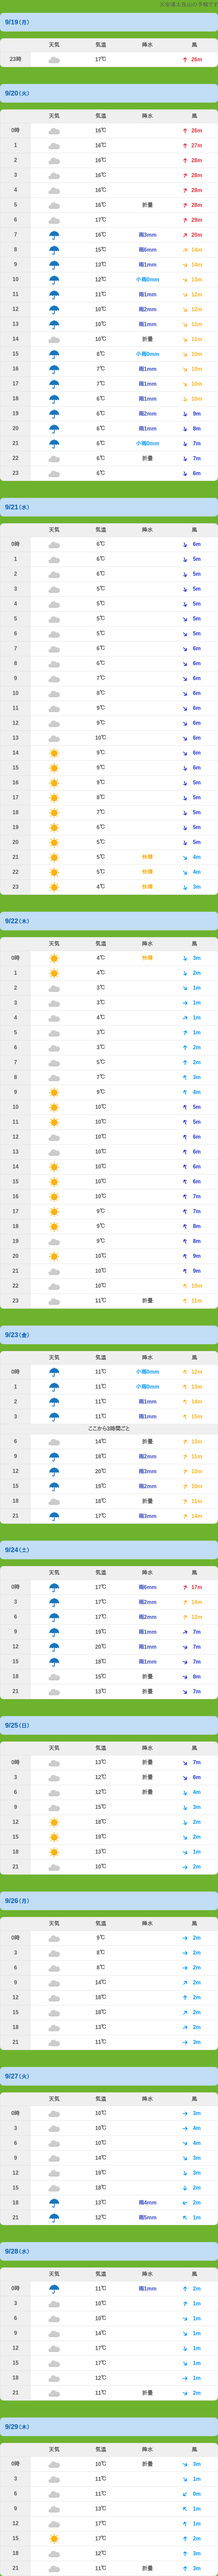 9/19(月)
天気 気温 降水 風
23時 17℃ 26m
9/20(火)
天気 気温 降水 風
0時 16℃ 26m
1 16℃ 27m
2 16℃ 28m
3 16℃ 28m
4 16℃ 28m
5 16℃ 折曇 28m
6 17℃ 29m
7 16℃ 雨3mm 20m
8 15℃ 雨6mm 14m
9 13℃ 雨1mm 14m
10 12℃ 小雨0mm 13m
11 11℃ 雨1mm 12m
12 10℃ 雨2mm 12m
13 10℃ 雨1mm 11m
14 10℃ 折曇 11m
15 8℃ 小雨0mm 10m
16 7℃ 雨1mm 10m
17 7℃ 雨1mm 10m
18 6℃ 雨1mm 10m
19 6℃ 雨2mm 9m
20 6℃ 雨1mm 8m
21 6℃ 小雨0mm 7m
22 6℃ 折曇 7m
23 6℃ 6m
9/21(水)
天気 気温 降水 風
0時 6℃ 6m
1 6℃ 5m
2 6℃ 5m
3 5℃ 5m
4 5℃ 5m
5 5℃ 5m
6 5℃ 5m
7 6℃ 6m
8 6℃ 6m
9 7℃ 6m
10 8℃ 6m
11 9℃ 6m
12 9℃ 6m
13 10℃ 6m
14 9℃ 6m
15 9℃ 6m
16 9℃ 5m
17 8℃ 5m
18 7℃ 5m
19 6℃ 5m
20 5℃ 5m
21 5℃ 快晴 4m
22 5℃ 快晴 4m
23 4℃ 快晴 3m
9/22(木)
天気 気温 降水 風
0時 4℃ 快晴 3m
1 4℃ 2m
2 3℃ 1m
3 3℃ 1m
4 4℃ 1m
5 3℃ 1m
6 3℃ 2m
7 5℃ 2m
8 7℃ 3m
9 9℃ 4m
10 10℃ 5m
11 10℃ 5m
12 10℃ 6m
13 10℃ 6m
14 10℃ 6m
15 10℃ 6m
16 10℃ 7m
17 9℃ 7m
18 9℃ 8m
19 9℃ 8m
20 10℃ 9m
21 10℃ 9m
22 10℃ 10m
23 11℃ 折曇 11m
9/23(金)
天気 気温 降水 風
0時 11℃ 小雨0mm 12m
1 11℃ 小雨0mm 13m
2 11℃ 雨1mm 14m
3 11℃ 雨1mm 15m
ここから3時間ごと
6 14℃ 折曇 13m
9 18℃ 雨2mm 11m
12 20℃ 雨3mm 10m
15 19℃ 雨2mm 10m
18 18℃ 折曇 11m
21 17℃ 雨3mm 14m
9/24(土)
天気 気温 降水 風
0時 17℃ 雨6mm 17m
3 17℃ 雨2mm 14m
6 17℃ 雨2mm 12m
9 19℃ 雨1mm 7m
12 20℃ 雨1mm 7m
15 18℃ 雨1mm 7m
18 15℃ 折曇 8m
21 13℃ 折曇 7m
9/25(日)
天気 気温 降水 風
0時 13℃ 折曇 7m
3 12℃ 折曇 6m
6 12℃ 折曇 4m
9 15℃ 3m
12 18℃ 2m
15 19℃ 2m
18 13℃ 1m
21 10℃ 2m
9/26(月)
天気 気温 降水 風
0時 9℃ 2m
3 8℃ 2m
6 8℃ 2m
9 14℃ 2m
12 18℃ 2m
15 18℃ 2m
18 13℃ 2m
21 11℃ 3m
9/27(火)
天気 気温 降水 風
0時 10℃ 3m
3 10℃ 4m
6 10℃ 4m
9 14℃ 3m
12 19℃ 3m
15 18℃ 2m
18 13℃ 雨4mm 2m
21 12℃ 雨5mm 1m
9/28(水)
天気 気温 降水 風
0時 11℃ 雨1mm 2m
3 10℃ 1m
6 10℃ 1m
9 14℃ 1m
12 17℃ 1m
15 17℃ 1m
18 12℃ 1m
21 11℃ 折曇 2m
9/29(木)
天気 気温 降水 風
0時 10℃ 折曇 3m
3 11℃ 1m
6 11℃ 0m
9 13℃ 1m
12 17℃ 1m
15 17℃ 2m
18 12℃ 3m
21 11℃ 折曇 3m